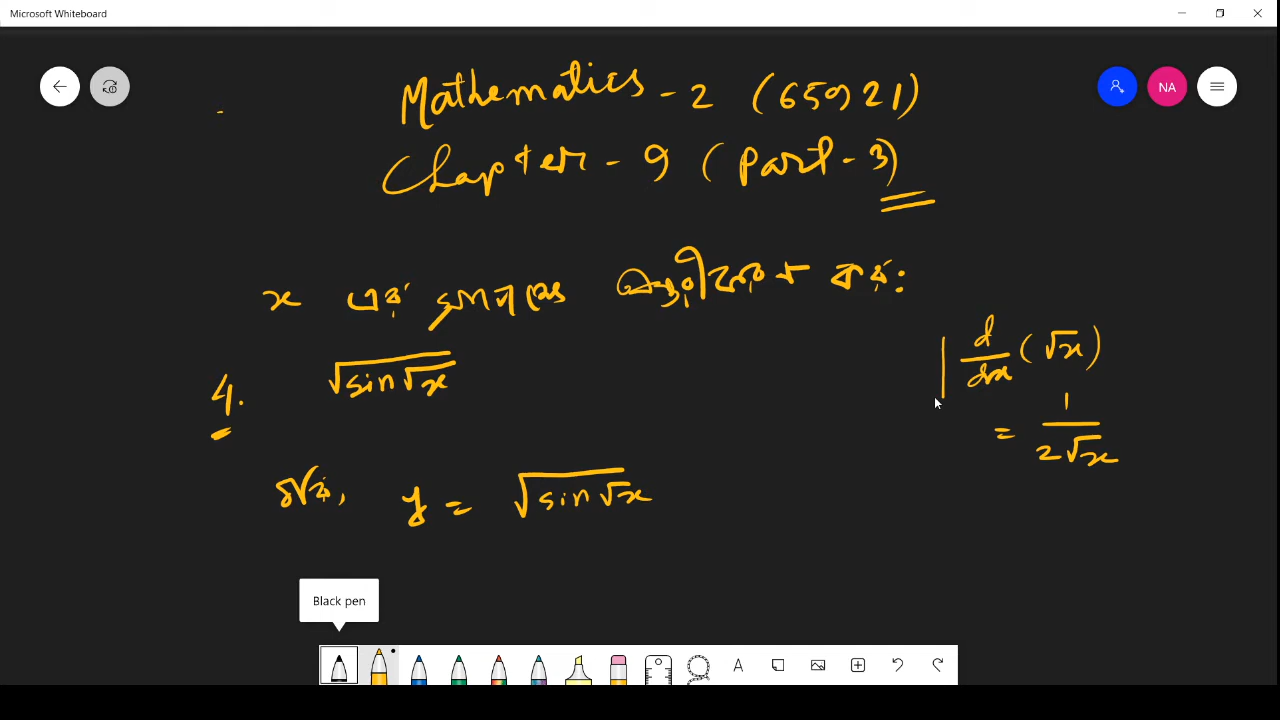 Microsoft Whiteboard
NA
Mathematics - 2 (65921)
Chapter - 9 (Part - 3)
x এর সাপেক্ষে অন্তরীকরণ কর:
4. √(sin√x)
d/dx (√x)
= 1/(2√x)
ধরি, y = √(sin√x)
Black pen